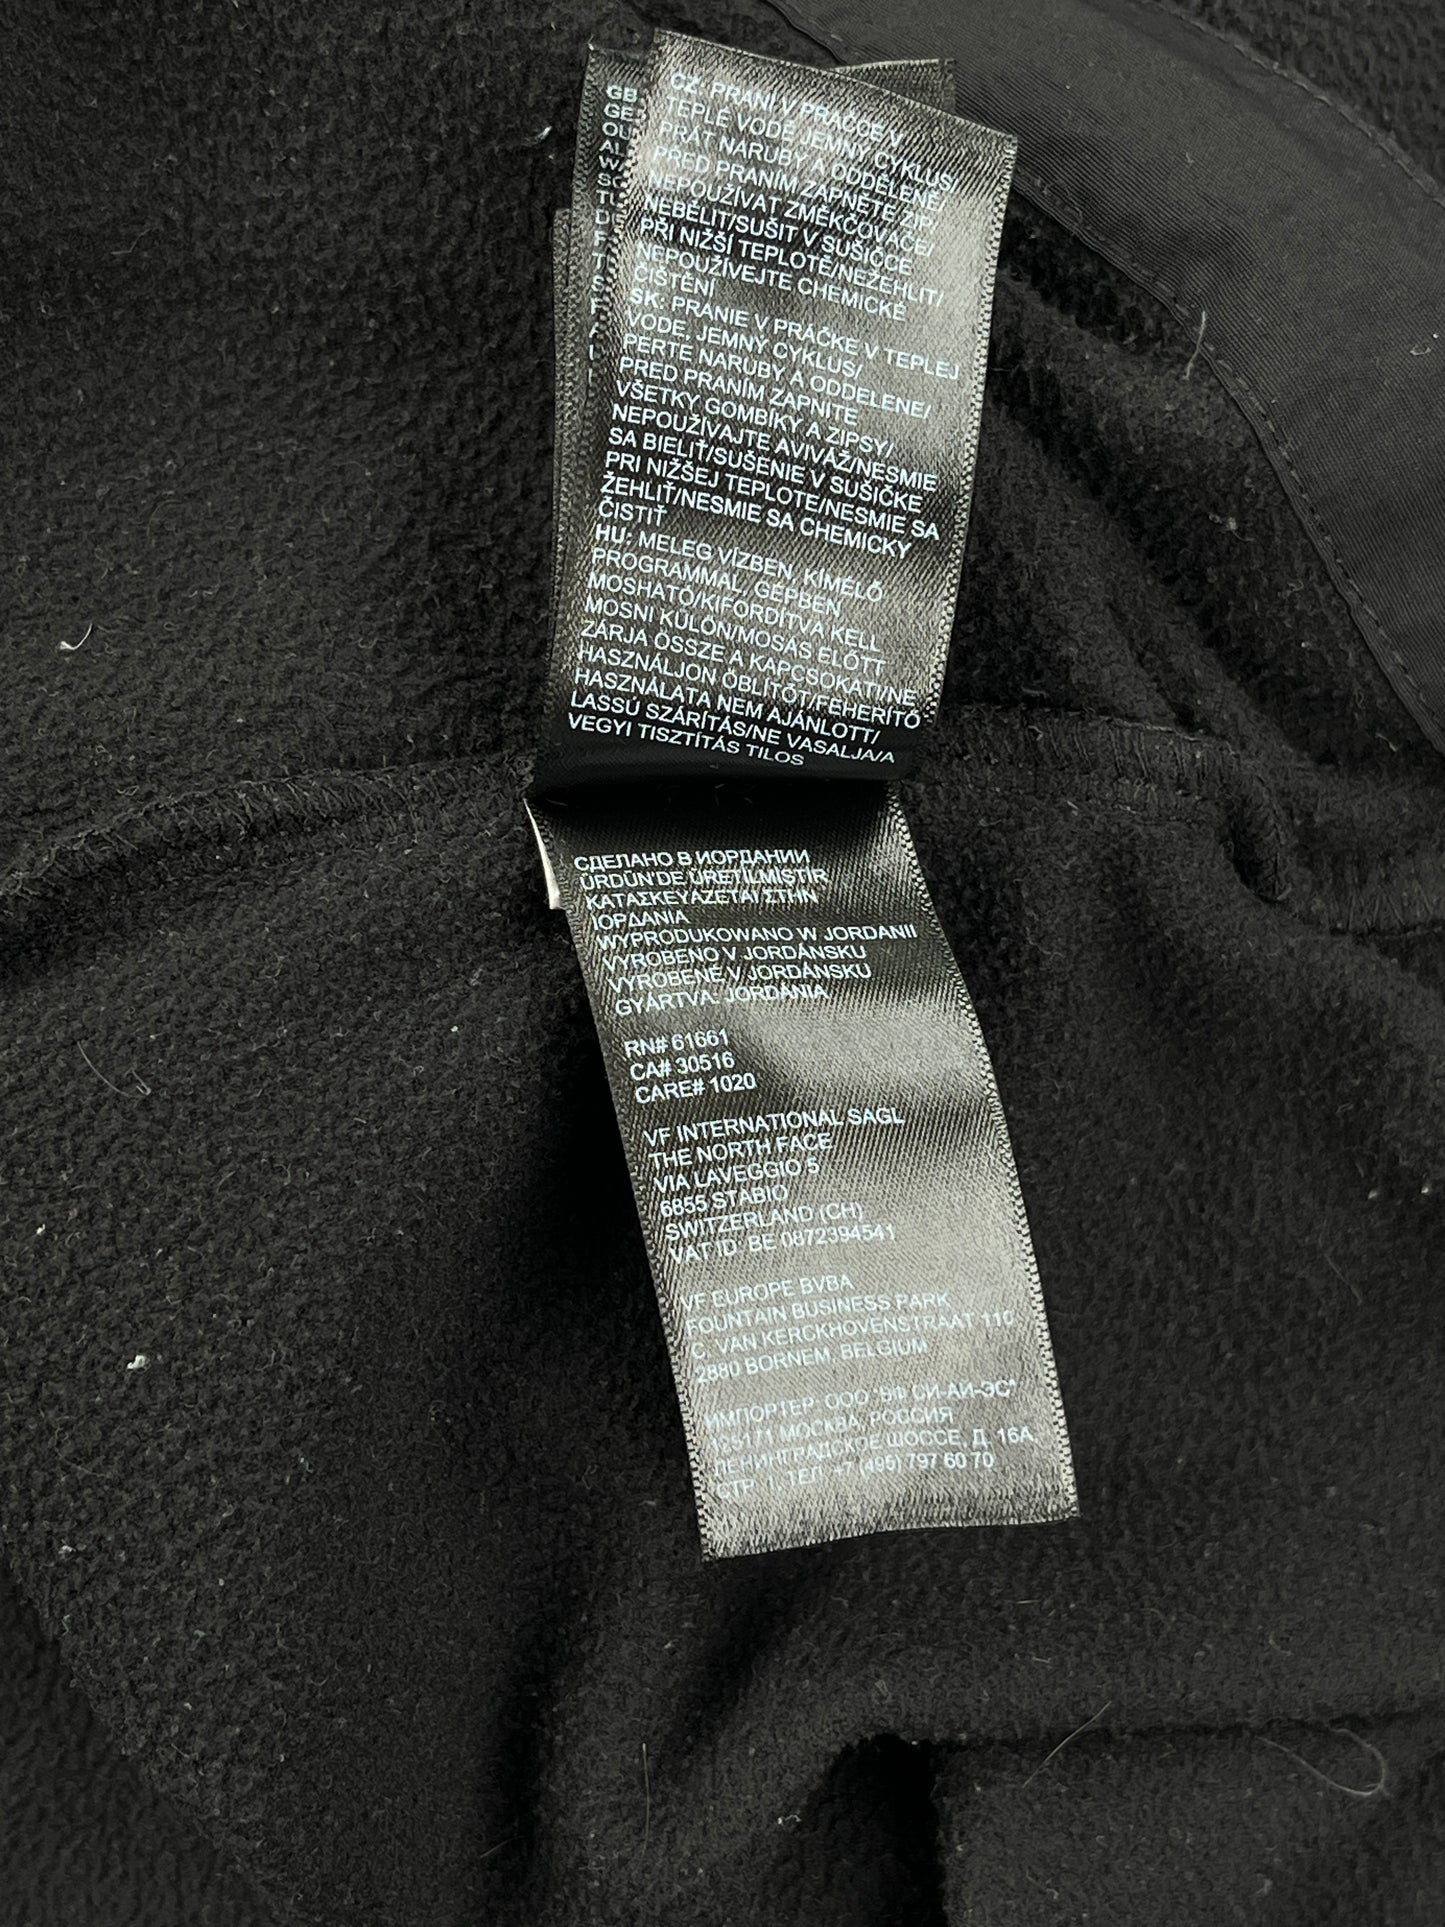 GB:
GE
OU
AL
CZ: PRANÍ V PRAČCE V
TEPLÉ VODĚ, JEMNÝ CYKLUS/
PRÁT NARUBY A ODDĚLENĚ/
PŘED PRANÍM ZAPNĚTE ZIP/
NEPOUŽÍVAT ZMĚKČOVAČE/
NEBĚLIT/SUŠIT V SUŠIČCE
PŘI NIŽŠÍ TEPLOTĚ/NEŽEHLIT/
NEPOUŽÍVEJTE CHEMICKÉ
ČIŠTĚNÍ
SK: PRANIE V PRÁČKE V TEPLEJ
VODE, JEMNÝ CYKLUS/
PERTE NARUBY A ODDELENE/
PRED PRANÍM ZAPNITE
VŠETKY GOMBÍKY A ZIPSY/
NEPOUŽÍVAJTE AVIVÁŽ/NESMIE
SA BIELIŤ/SUŠENIE V SUŠIČKE
PRI NIŽŠEJ TEPLOTE/NESMIE SA
ŽEHLIŤ/NESMIE SA CHEMICKY
ČISTIŤ
HU: MELEG VÍZBEN, KÍMÉLŐ
PROGRAMMAL, GÉPBEN
MOSHATÓ/KIFORDÍTVA KELL
MOSNI KÜLÖN/MOSÁS ELŐTT
ZÁRJA ÖSSZE A KAPCSOKAT/NE
HASZNÁLJON ÖBLÍTŐT/FEHÉRÍTŐ
HASZNÁLATA NEM AJÁNLOTT/
LASSÚ SZÁRÍTÁS/NE VASALJA/A
VEGYI TISZTÍTÁS TILOS
СДЕЛАНО В ИОРДАНИИ
ÜRDÜN'DE ÜRETİLMİŞTİR
ΚΑΤΑΣΚΕΥΑΖΕΤΑΙ ΣΤΗΝ
ΙΟΡΔΑΝΙΑ
WYPRODUKOWANO W JORDANII
VYROBENO V JORDÁNSKU
VYROBENÉ V JORDÁNSKU
GYÁRTVA: JORDANIA
RN# 61661
CA# 30516
CARE# 1020
VF INTERNATIONAL SAGL
THE NORTH FACE
VIA LAVEGGIO 5
6855 STABIO
SWITZERLAND (CH)
VAT ID: BE 0872394541
VF EUROPE BVBA
FOUNTAIN BUSINESS PARK
C. VAN KERCKHOVENSTRAAT 110
2880 BORNEM, BELGIUM
ИМПОРТЕР: ООО "ВФ СИ-АЙ-ЭС"
125171 МОСКВА, РОССИЯ
ЛЕНИНГРАДСКОЕ ШОССЕ, Д. 16А
СТР. 1, ТЕЛ. +7 (495) 797 60 70